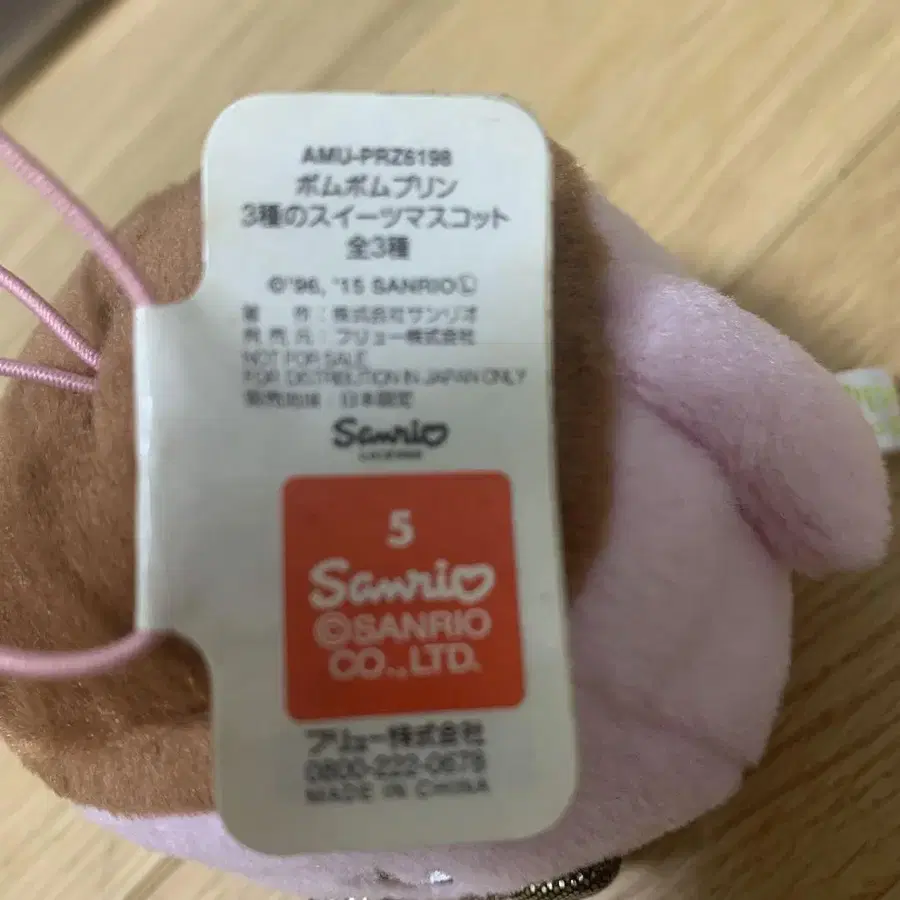 AMU-PRZ6198
ポムポムプリン
3種のスイーツマスコット
全3種
©'96, '15 SANRIO Ⓛ
著 作:株式会社サンリオ
発売元:フリュー株式会社
NOT FOR SALE.
FOR DISTRIBUTION IN JAPAN ONLY
販売地域:日本限定
Sanrio
LICENSE
5
Sanrio
©SANRIO
CO.,LTD.
フリュー株式会社
0800-222-0678
MADE IN CHINA